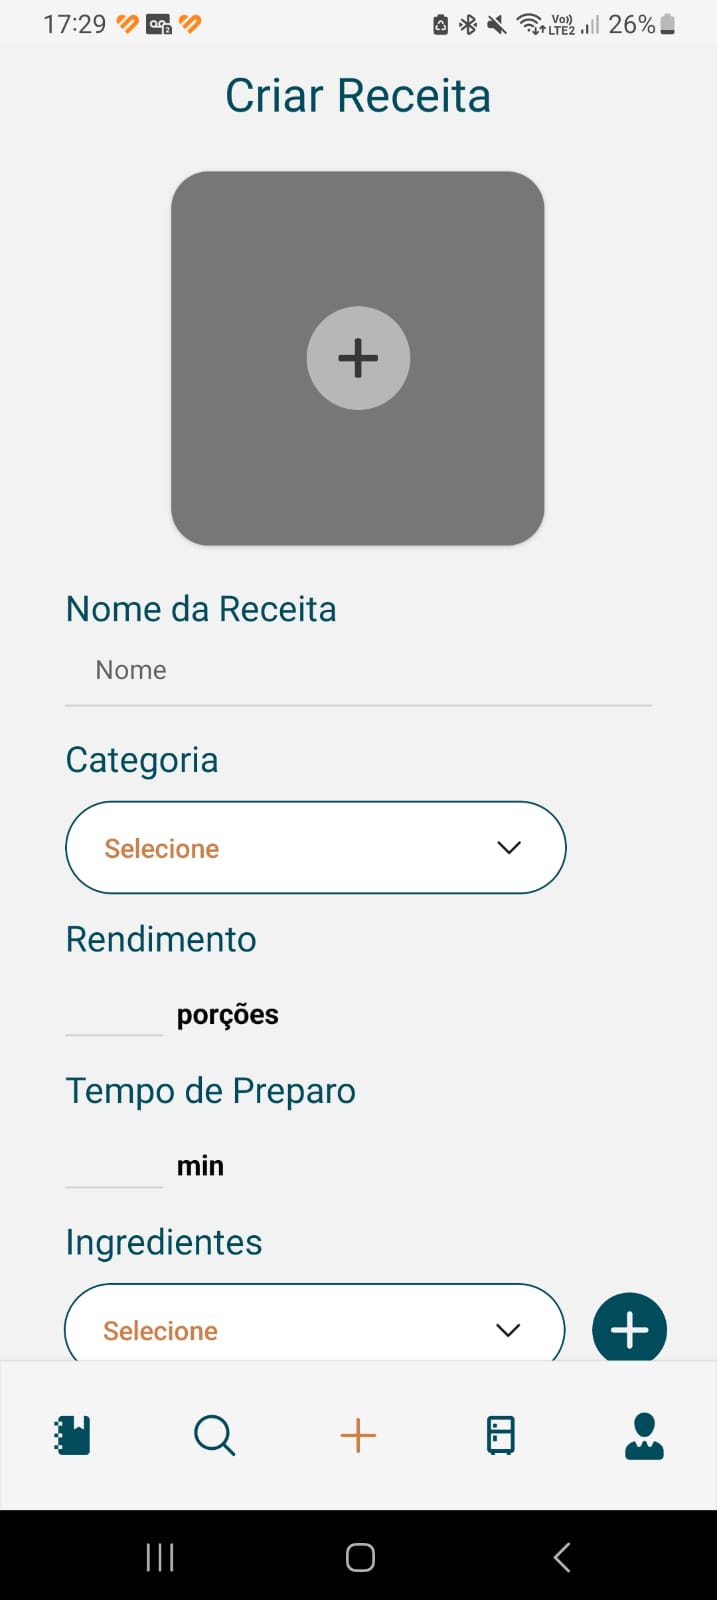 17:29
Vo))
LTE2
26%
Criar Receita
Nome da Receita
Nome
Categoria
Selecione
Rendimento
porções
Tempo de Preparo
min
Ingredientes
Selecione